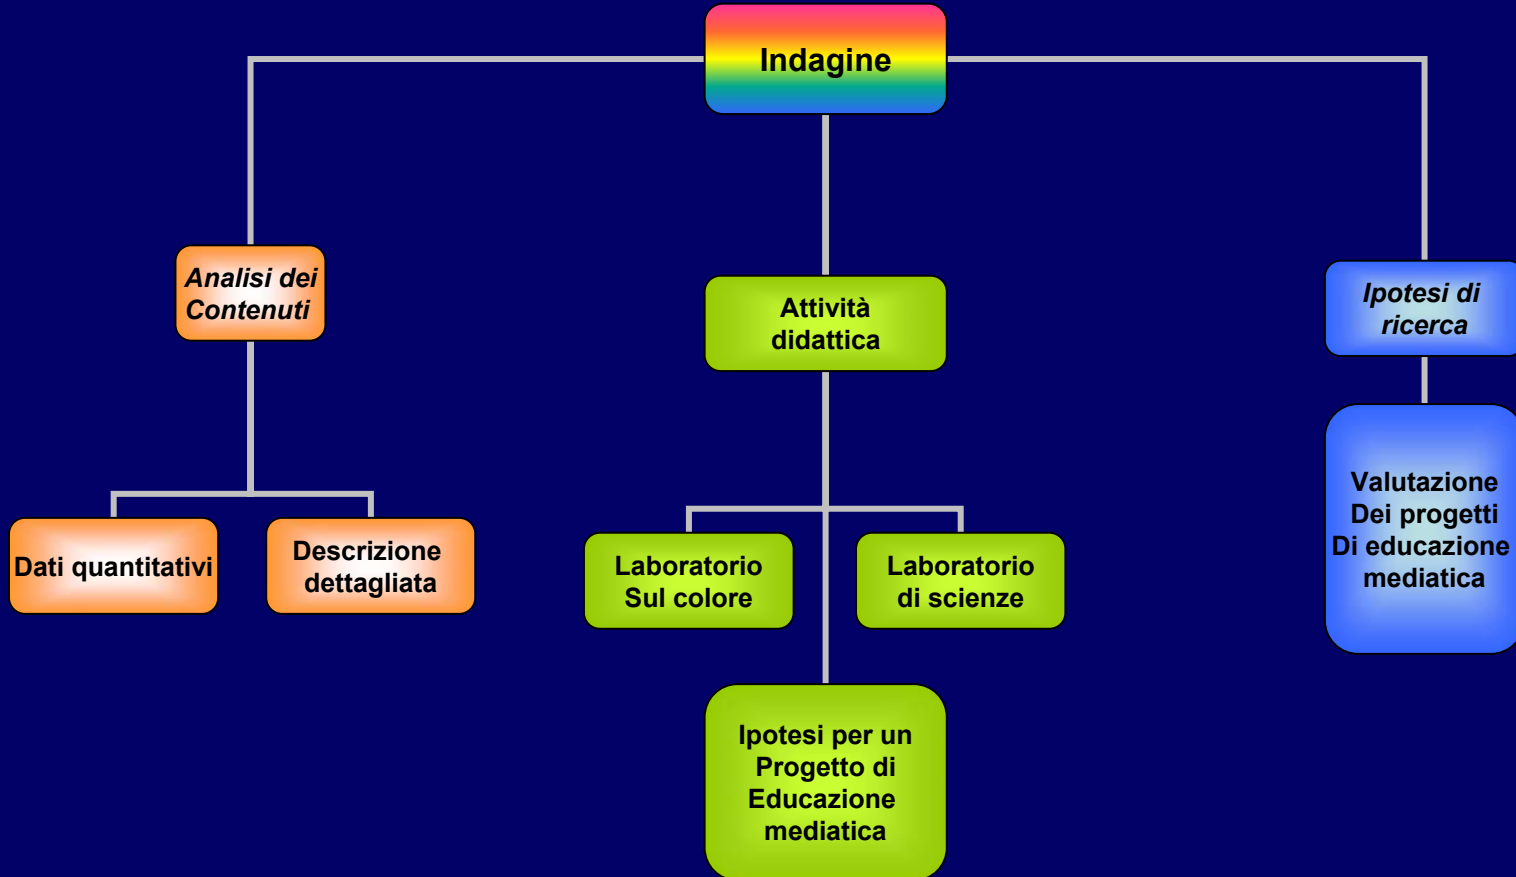 Indagine
Analisi dei
Contenuti
Attività
didattica
Ipotesi di
ricerca
Dati quantitativi
Descrizione
dettagliata
Laboratorio
Sul colore
Laboratorio
di scienze
Valutazione
Dei progetti
Di educazione
mediatica
Ipotesi per un
Progetto di
Educazione
mediatica